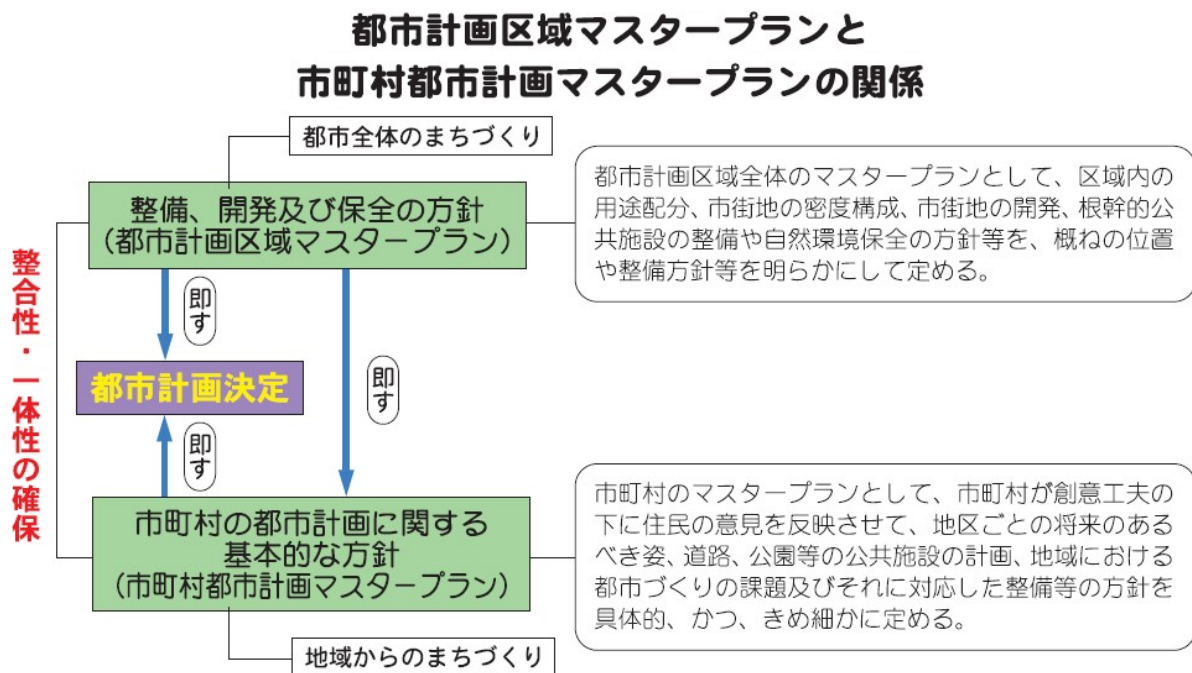 都市計画区域マスタープランと
市町村都市計画マスタープランの関係
都市全体のまちづくり
整備、開発及び保全の方針
（都市計画区域マスタープラン）
都市計画区域全体のマスタープランとして、区域内の
用途配分、市街地の密度構成、市街地の開発、根幹的公
共施設の整備や自然環境保全の方針等を、概ねの位置
や整備方針等を明らかにして定める。
整合性・一体性の確保
即す
即す
都市計画決定
即す
市町村の都市計画に関する
基本的な方針
（市町村都市計画マスタープラン）
市町村のマスタープランとして、市町村が創意工夫の
下に住民の意見を反映させて、地区ごとの将来のある
べき姿、道路、公園等の公共施設の計画、地域における
都市づくりの課題及びそれに対応した整備等の方針を
具体的、かつ、きめ細かに定める。
地域からのまちづくり